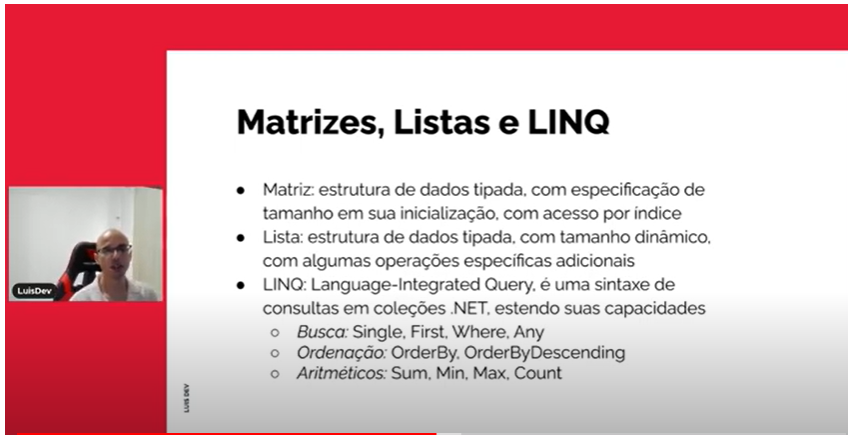 Matrizes, Listas e LINQ
● Matriz: estrutura de dados tipada, com especificação de
tamanho em sua inicialização, com acesso por índice
● Lista: estrutura de dados tipada, com tamanho dinâmico,
com algumas operações específicas adicionais
● LINQ: Language-Integrated Query, é uma sintaxe de
consultas em coleções .NET, estendo suas capacidades
○ Busca: Single, First, Where, Any
○ Ordenação: OrderBy, OrderByDescending
○ Aritméticos: Sum, Min, Max, Count
LuisDev
LUIS DEV